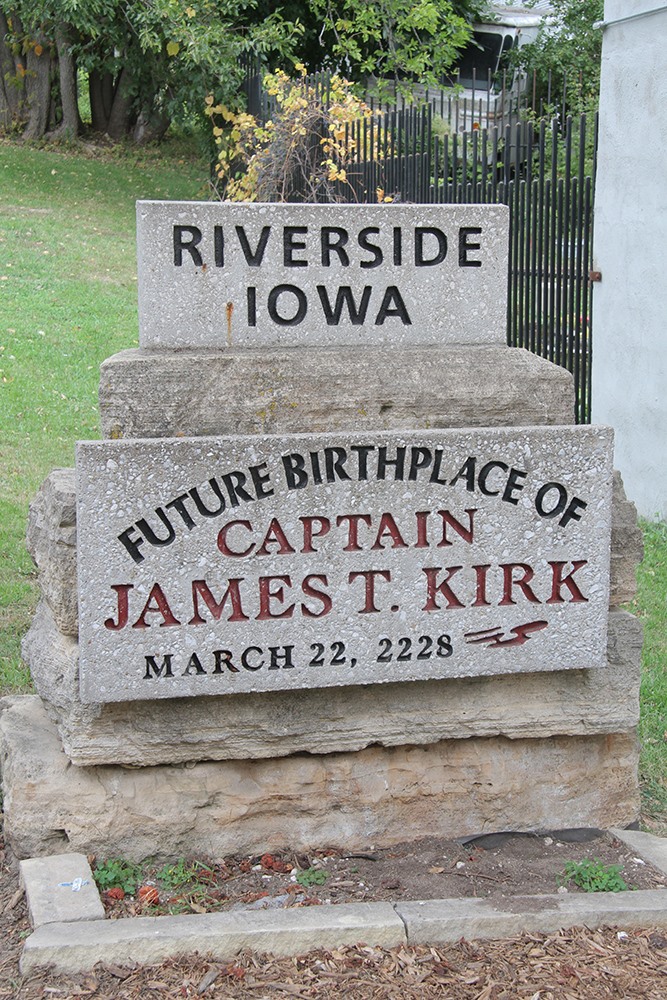 RIVERSIDE
IOWA
FUTURE BIRTHPLACE OF
CAPTAIN
JAMES T. KIRK
MARCH 22, 2228